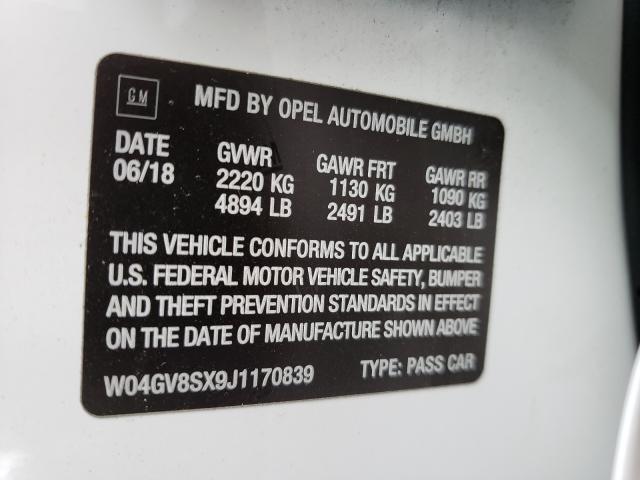 GM
MFD BY OPEL AUTOMOBILE GMBH
DATE GVWR GAWR FRT GAWR RR
06/18 2220 KG 1130 KG 1090 KG
4894 LB 2491 LB 2403 LB
THIS VEHICLE CONFORMS TO ALL APPLICABLE
U.S. FEDERAL MOTOR VEHICLE SAFETY, BUMPER
AND THEFT PREVENTION STANDARDS IN EFFECT
ON THE DATE OF MANUFACTURE SHOWN ABOVE
W04GV8SX9J1170839 TYPE: PASS CAR